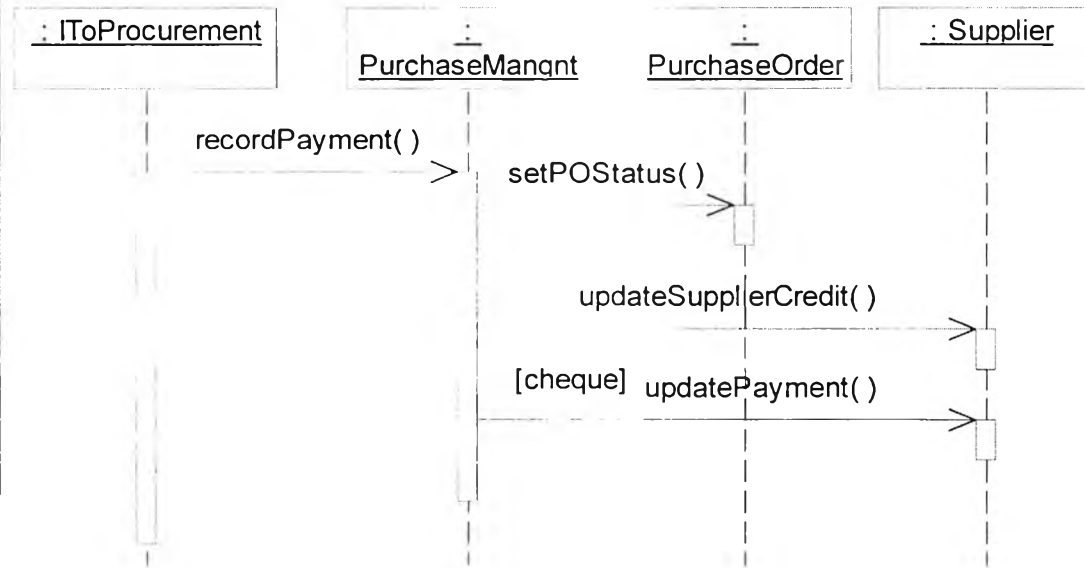 : IToProcurement
:
PurchaseMangnt
:
PurchaseOrder
: Supplier
recordPayment( )
setPOStatus( )
updateSupplierCredit( )
[cheque] updatePayment( )